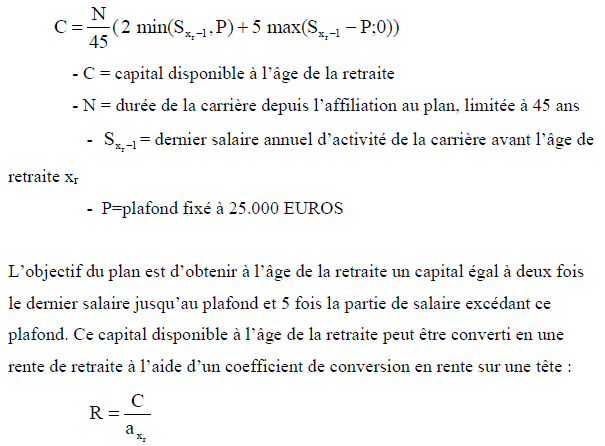 C = N/45 ( 2 min(S_{x_r−1}, P) + 5 max(S_{x_r−1} − P;0))
- C = capital disponible à l’âge de la retraite
- N = durée de la carrière depuis l’affiliation au plan, limitée à 45 ans
- S_{x_r−1} = dernier salaire annuel d’activité de la carrière avant l’âge de
retraite x_r
- P=plafond fixé à 25.000 EUROS
L’objectif du plan est d’obtenir à l’âge de la retraite un capital égal à deux fois
le dernier salaire jusqu’au plafond et 5 fois la partie de salaire excédant ce
plafond. Ce capital disponible à l’âge de la retraite peut être converti en une
rente de retraite à l’aide d’un coefficient de conversion en rente sur une tête :
R = C / a_{x_r}